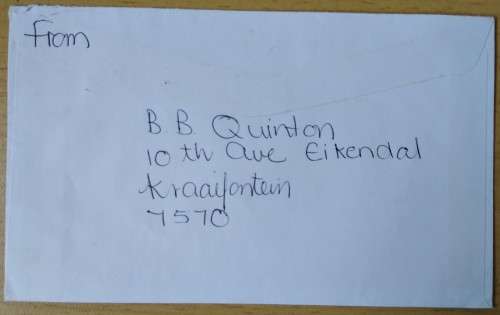 From
B.B. Quinton
10 th Ave Eikendal
Kraaifontein
7570